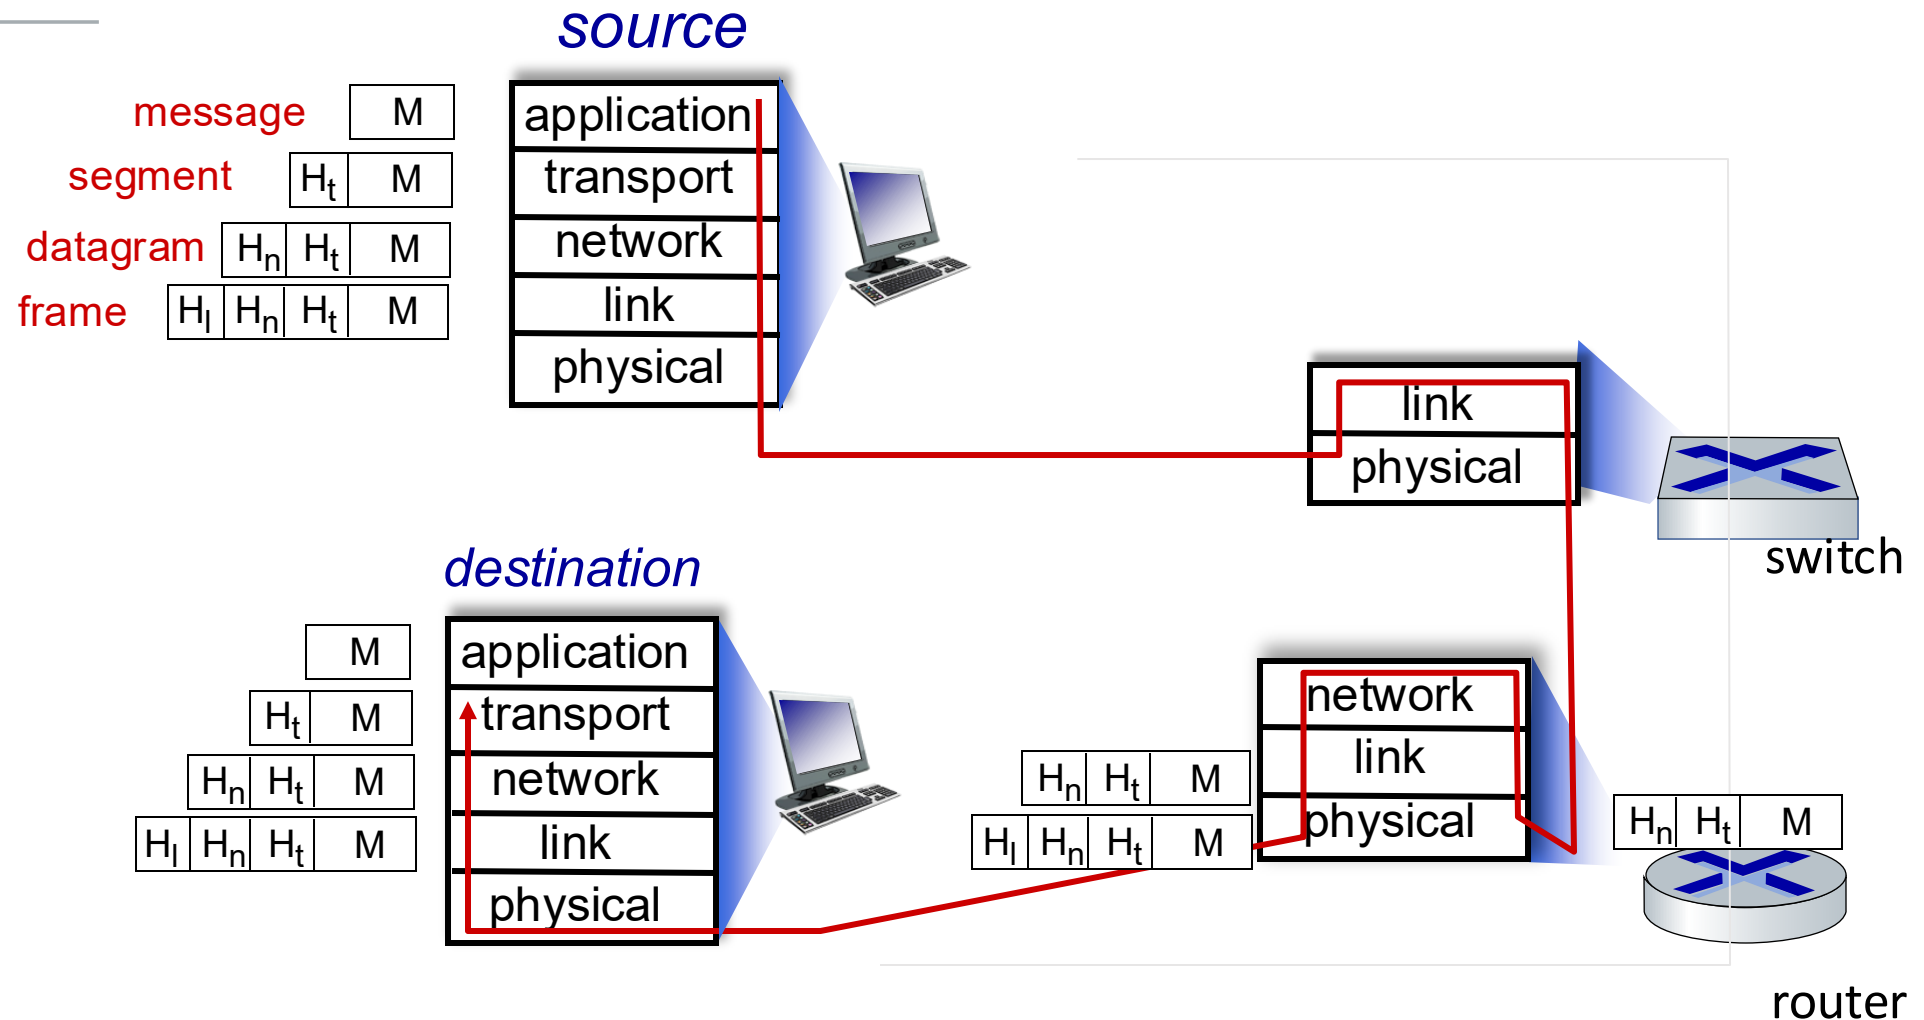 source
message M application
segment Ht M transport
datagram Hn Ht M network
frame Hl Hn Ht M link
physical
link
physical
switch
destination
M application
Ht M transport
Hn Ht M network
Hl Hn Ht M link
physical
network
Hn Ht M link
Hl Hn Ht M physical
Hn Ht M
router